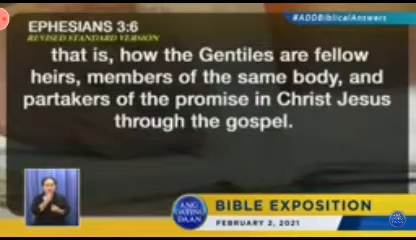 #ADDBiblicalAnswers
EPHESIANS 3:6
REVISED STANDARD VERSION
that is, how the Gentiles are fellow
heirs, members of the same body, and
partakers of the promise in Christ Jesus
through the gospel.
ANG
DATING
DAAN
BIBLE EXPOSITION
FEBRUARY 2, 2021